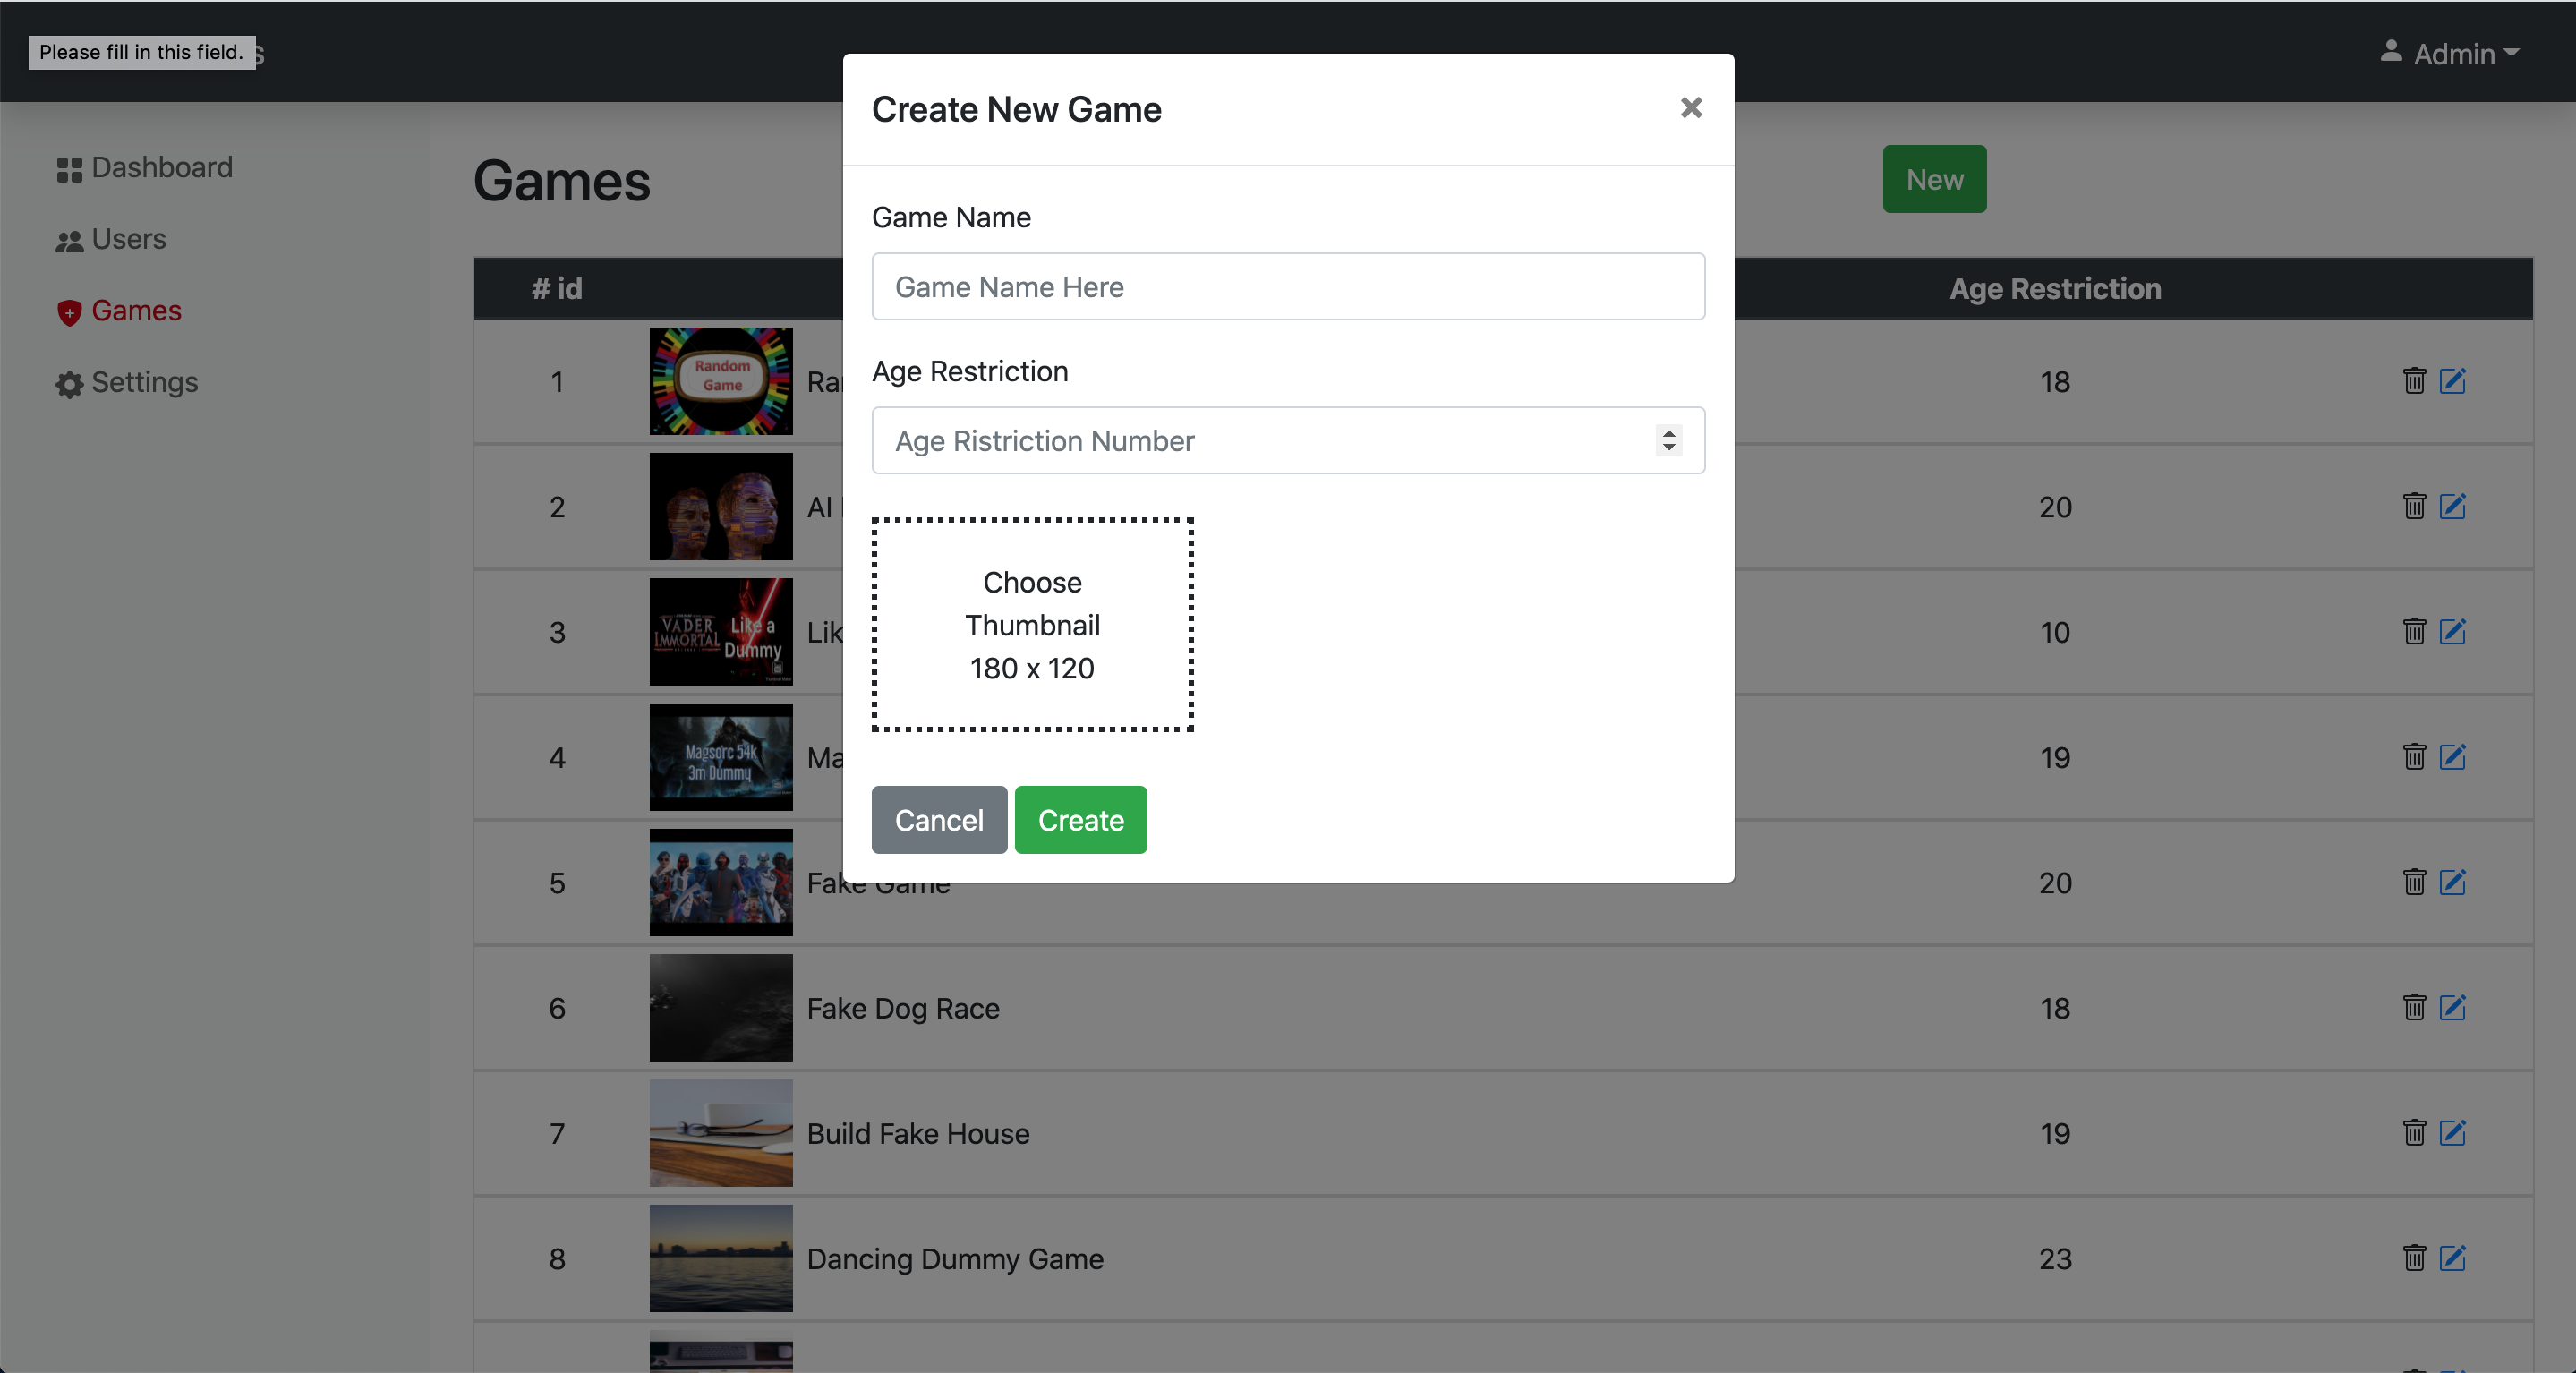 Please fill in this field.
s
Admin
Create New Game
×
Dashboard
Users
Games
Settings
Games
New
Game Name
Game Name Here
Age Restriction
Age Ristriction Number
Choose
Thumbnail
180 x 120
Cancel
Create
# id
Age Restriction
1
Random
Game
Ra
18
2
AI
20
3
VADER
IMMORTAL
Like a
Dummy
Lik
10
4
Magsorc 54k
3m Dummy
Ma
19
5
Fake Game
20
6
Fake Dog Race
18
7
Build Fake House
19
8
Dancing Dummy Game
23